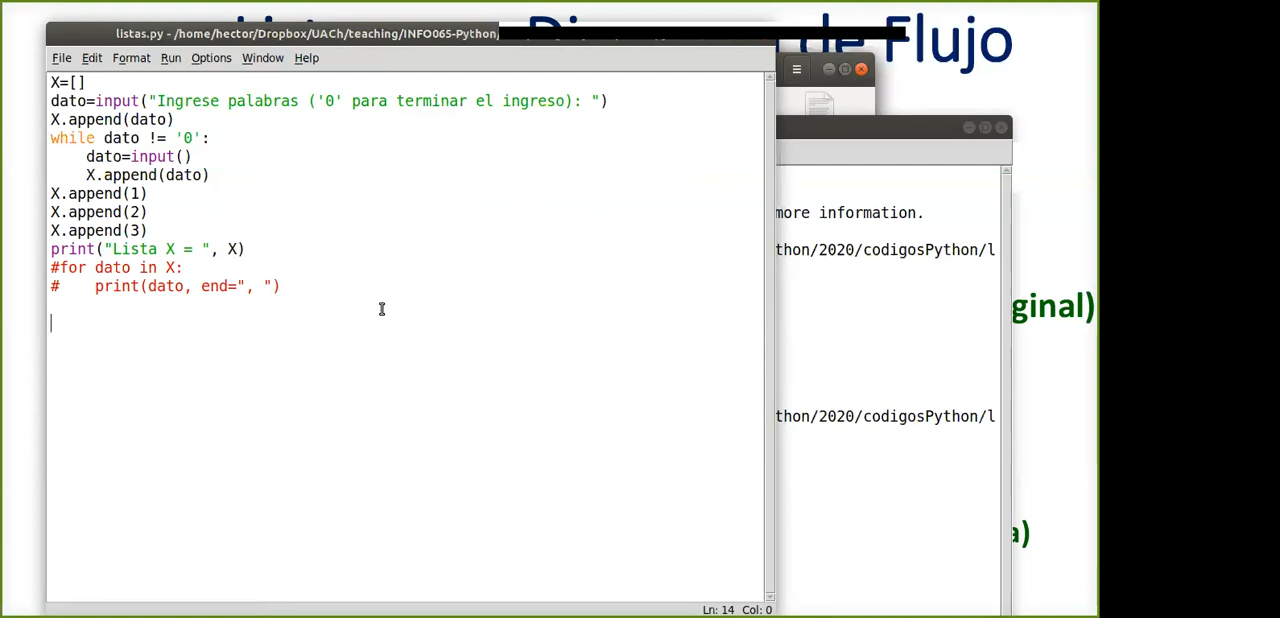 de Flujo
listas.py - /home/hector/Dropbox/UACh/teaching/INFO065-Python/
File Edit Format Run Options Window Help
X=[]
dato=input("Ingrese palabras ('0' para terminar el ingreso): ")
X.append(dato)
while dato != '0':
    dato=input()
    X.append(dato)
X.append(1)
X.append(2)
X.append(3)
print("Lista X = ", X)
#for dato in X:
#    print(dato, end=", ")
Ln: 14 Col: 0
more information.
thon/2020/codigosPython/l
ginal)
thon/2020/codigosPython/l
a)